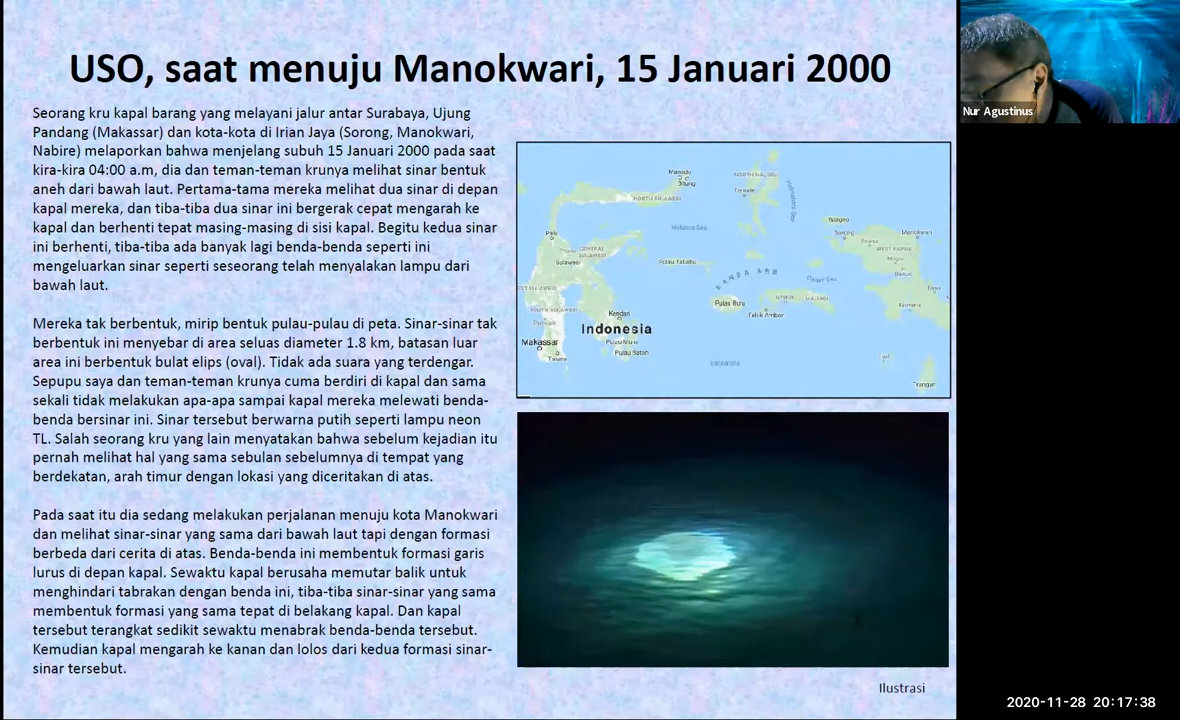 USO, saat menuju Manokwari, 15 Januari 2000
Seorang kru kapal barang yang melayani jalur antar Surabaya, Ujung
Pandang (Makassar) dan kota-kota di Irian Jaya (Sorong, Manokwari,
Nabire) melaporkan bahwa menjelang subuh 15 Januari 2000 pada saat
kira-kira 04:00 a.m, dia dan teman-teman krunya melihat sinar bentuk
aneh dari bawah laut. Pertama-tama mereka melihat dua sinar di depan
kapal mereka, dan tiba-tiba dua sinar ini bergerak cepat mengarah ke
kapal dan berhenti tepat masing-masing di sisi kapal. Begitu kedua sinar
ini berhenti, tiba-tiba ada banyak lagi benda-benda seperti ini
mengeluarkan sinar seperti seseorang telah menyalakan lampu dari
bawah laut.
Mereka tak berbentuk, mirip bentuk pulau-pulau di peta. Sinar-sinar tak
berbentuk ini menyebar di area seluas diameter 1.8 km, batasan luar
area ini berbentuk bulat elips (oval). Tidak ada suara yang terdengar.
Sepupu saya dan teman-teman krunya cuma berdiri di kapal dan sama
sekali tidak melakukan apa-apa sampai kapal mereka melewati benda-
benda bersinar ini. Sinar tersebut berwarna putih seperti lampu neon
TL. Salah seorang kru yang lain menyatakan bahwa sebelum kejadian itu
pernah melihat hal yang sama sebulan sebelumnya di tempat yang
berdekatan, arah timur dengan lokasi yang diceritakan di atas.
Pada saat itu dia sedang melakukan perjalanan menuju kota Manokwari
dan melihat sinar-sinar yang sama dari bawah laut tapi dengan formasi
berbeda dari cerita di atas. Benda-benda ini membentuk formasi garis
lurus di depan kapal. Sewaktu kapal berusaha memutar balik untuk
menghindari tabrakan dengan benda ini, tiba-tiba sinar-sinar yang sama
membentuk formasi yang sama tepat di belakang kapal. Dan kapal
tersebut terangkat sedikit sewaktu menabrak benda-benda tersebut.
Kemudian kapal mengarah ke kanan dan lolos dari kedua formasi sinar-
sinar tersebut.
Manado
Bitung
Ternate
NORTH SULAWESI
Palu
Molucca Sea
Waigeo
Sorong
Manokwari
WEST PAPUA
CENTRAL
SULAWESI
Pulau Taliabu
Pulau Buru
Teluk Ambon
Kendari
Indonesia
Makassar
Pulau Muna
Pulau Buton
Banda Sea
Trangan
Ilustrasi
Nur Agustinus
2020-11-28 20:17:38